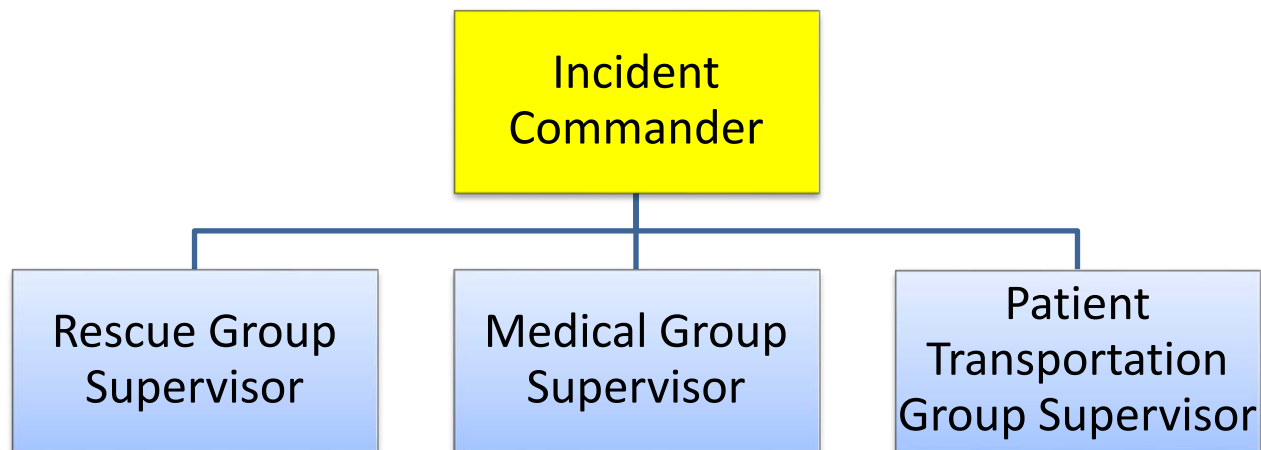 Incident
Commander
Rescue Group
Supervisor
Medical Group
Supervisor
Patient
Transportation
Group Supervisor